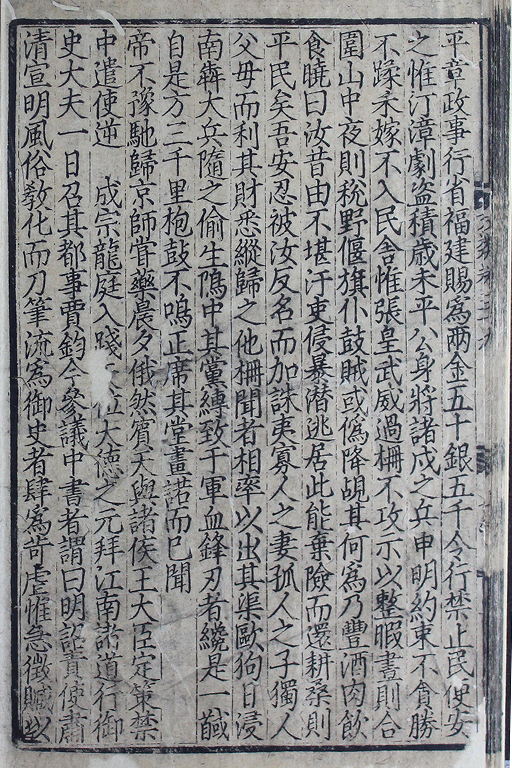 平章政事行省福建賜爲兩金五十銀五千令行禁止民便安
之惟汀漳劇盜積歲未平公身將諸戍之兵申明約束不貪勝
不躁未嫁不入民舍惟張皇武威過柵不攻示以整暇晝則合
圍山中夜則稅野偃旗仆鼓賊或僞降覘其何爲乃豐酒肉飲
食曉曰汝昔由不堪汙吏侵暴潜逃居此能棄險而還耕桑則
平民矣吾安忍被汝反名而加誅夷寡人之妻孤人之子獨人
父母而利其財悉縱歸之他柵聞者相率以出其渠歐狗日浸
南犇大兵隨之偷生隝中其黨縛致于軍血鋒刃者纔是一馘
自是方三千里枹鼓不鳴正席其堂畫諾而已聞
帝不豫馳歸京師甞藥晨夕俄然賓天與諸侯王大臣定策禁
中遣使逆　成宗龍庭入踐位大德之元拜江南諸道行御
史大夫一日召其都事賈鈞今參議中書者謂曰明詔責使肅
清宣明風俗敎化而刀筆流爲御史者肆爲苛虐惟急徵贓以